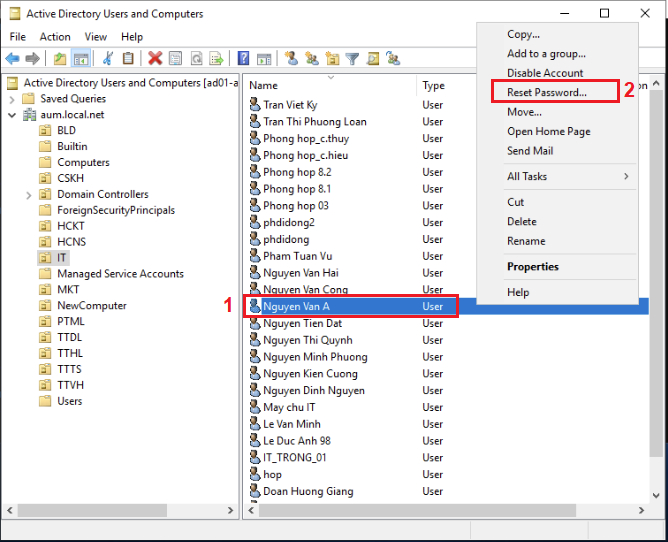 Active Directory Users and Computers
File Action View Help
Active Directory Users and Computers [ad01-a
Saved Queries
aum.local.net
BLD
Builtin
Computers
CSKH
Domain Controllers
ForeignSecurityPrincipals
HCKT
HCNS
IT
Managed Service Accounts
MKT
NewComputer
PTML
TTDL
TTHL
TTTS
TTVH
Users
Name Type
Tran Viet Ky User
Tran Thi Phuong Loan User
Phong hop_c.thuy User
Phong hop_c.hieu User
Phong hop 8.2 User
Phong hop 8.1 User
Phong hop 03 User
phdidong2 User
phdidong User
Pham Tuan Vu User
Nguyen Van Hai User
Nguyen Van Cong User
1 Nguyen Van A User
Nguyen Tien Dat User
Nguyen Thi Quynh User
Nguyen Minh Phuong User
Nguyen Kien Cuong User
Nguyen Dinh Nguyen User
May chu IT User
Le Van Minh User
Le Duc Anh 98 User
IT_TRONG_01 User
hop User
Doan Huong Giang User
Copy...
Add to a group...
Disable Account
Reset Password... 2
Move...
Open Home Page
Send Mail
All Tasks
Cut
Delete
Rename
Properties
Help